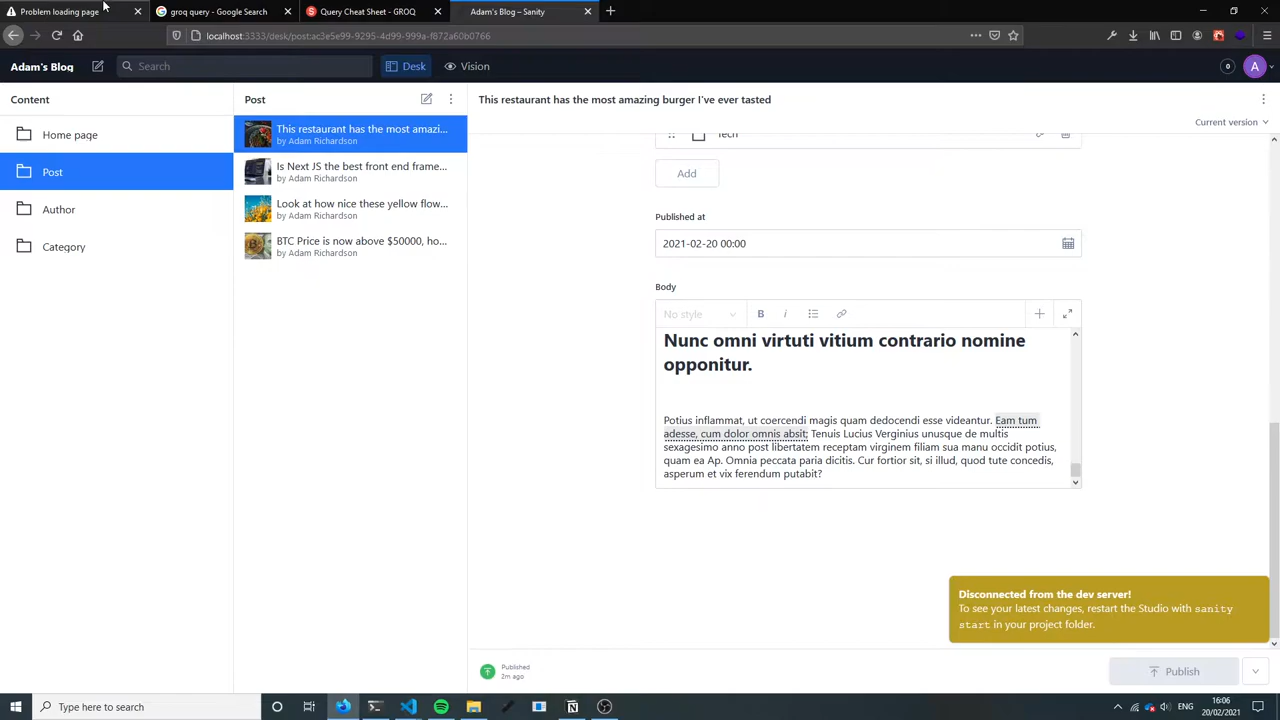 Problem loading page
groq query - Google Search
Query Cheat Sheet - GROQ
Adam's Blog – Sanity
localhost:3333/desk/post;ac3e5e99-9295-4d99-999a-f872a60b0766
Adam's Blog
Search
Desk
Vision
0
A
Content
Home page
Post
Author
Category
Post
This restaurant has the most amazi...
by Adam Richardson
Is Next JS the best front end frame...
by Adam Richardson
Look at how nice these yellow flow...
by Adam Richardson
BTC Price is now above $50000, ho...
by Adam Richardson
This restaurant has the most amazing burger I've ever tasted
Current version
Tech
Add
Published at
2021-02-20 00:00
Body
No style
B
i
Nunc omni virtuti vitium contrario nomine
opponitur.
Potius inflammat, ut coercendi magis quam dedocendi esse videantur. Eam tum
adesse, cum dolor omnis absit; Tenuis Lucius Verginius unusque de multis
sexagesimo anno post libertatem receptam virginem filiam sua manu occidit potius,
quam ea Ap. Omnia peccata paria dicitis. Cur fortior sit, si illud, quod tute concedis,
asperum et vix ferendum putabit?
Disconnected from the dev server!
To see your latest changes, restart the Studio with sanity
start in your project folder.
Published
2m ago
Publish
Type here to search
ENG
16:06
20/02/2021